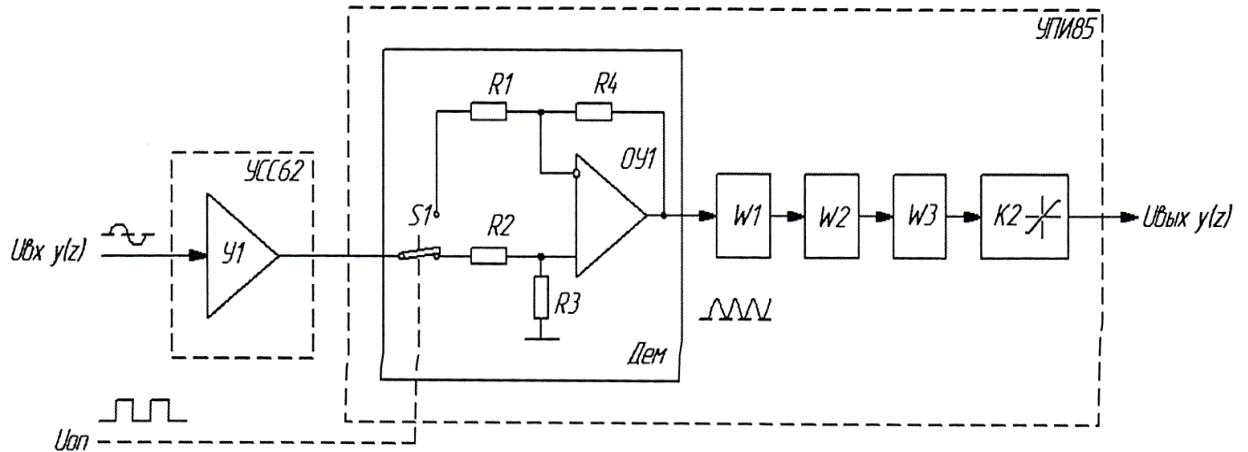 УПИ85
R1
R4
УСС62
ОУ1
S1
Uвх y(z)
У1
R2
R3
W1
W2
W3
K2
Uвых y(z)
Дем
Uоп